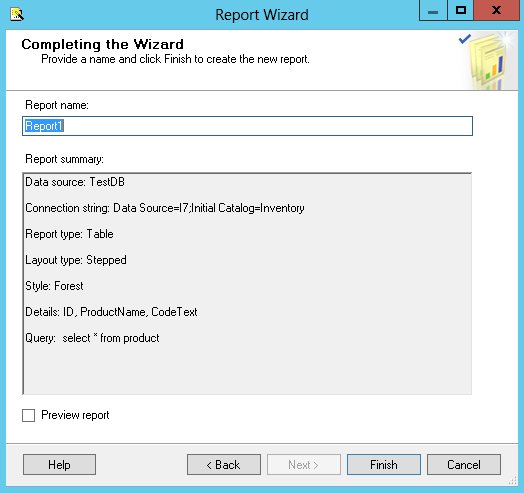 Report Wizard
Completing the Wizard
Provide a name and click Finish to create the new report.
Report name:
Report1
Report summary:
Data source: TestDB
Connection string: Data Source=I7;Initial Catalog=Inventory
Report type: Table
Layout type: Stepped
Style: Forest
Details: ID, ProductName, CodeText
Query:  select * from product
Preview report
Help
< Back
Next >
Finish
Cancel